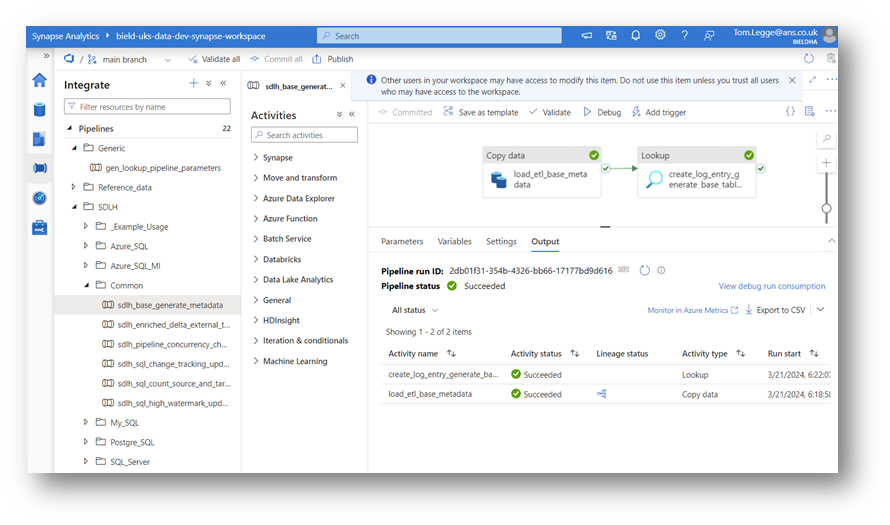 Synapse Analytics > bield-uks-data-dev-synapse-workspace
Search
Tom.Legge@ans.co.uk
BIELDHA
main branch
Validate all
Commit all
Publish
Integrate
Filter resources by name
Pipelines 22
Generic
gen_lookup_pipeline_parameters
Reference_data
SDLH
_Example_Usage
Azure_SQL
Azure_SQL_MI
Common
sdlh_base_generate_metadata
sdlh_enriched_delta_external_t...
sdlh_pipeline_concurrency_ch...
sdlh_sql_change_tracking_upd...
sdlh_sql_count_source_and_tar...
sdlh_sql_high_watermark_upd...
My_SQL
Postgre_SQL
SQL_Server
sdlh_base_generat...
Activities
Search activities
Synapse
Move and transform
Azure Data Explorer
Azure Function
Batch Service
Databricks
Data Lake Analytics
General
HDInsight
Iteration & conditionals
Machine Learning
Other users in your workspace may have access to modify this item. Do not use this item unless you trust all users
who may have access to the workspace.
Committed
Save as template
Validate
Debug
Add trigger
Copy data
load_etl_base_meta
data
Lookup
create_log_entry_g
enerate_base_tabl...
Parameters Variables Settings Output
Pipeline run ID: 2db01f31-354b-4326-bb66-17177bd9d616
Pipeline status Succeeded
View debug run consumption
All status
Monitor in Azure Metrics
Export to CSV
Showing 1 - 2 of 2 items
Activity name Activity status Lineage status Activity type Run start
create_log_entry_generate_ba... Succeeded Lookup 3/21/2024, 6:22:07
load_etl_base_metadata Succeeded Copy data 3/21/2024, 6:18:58